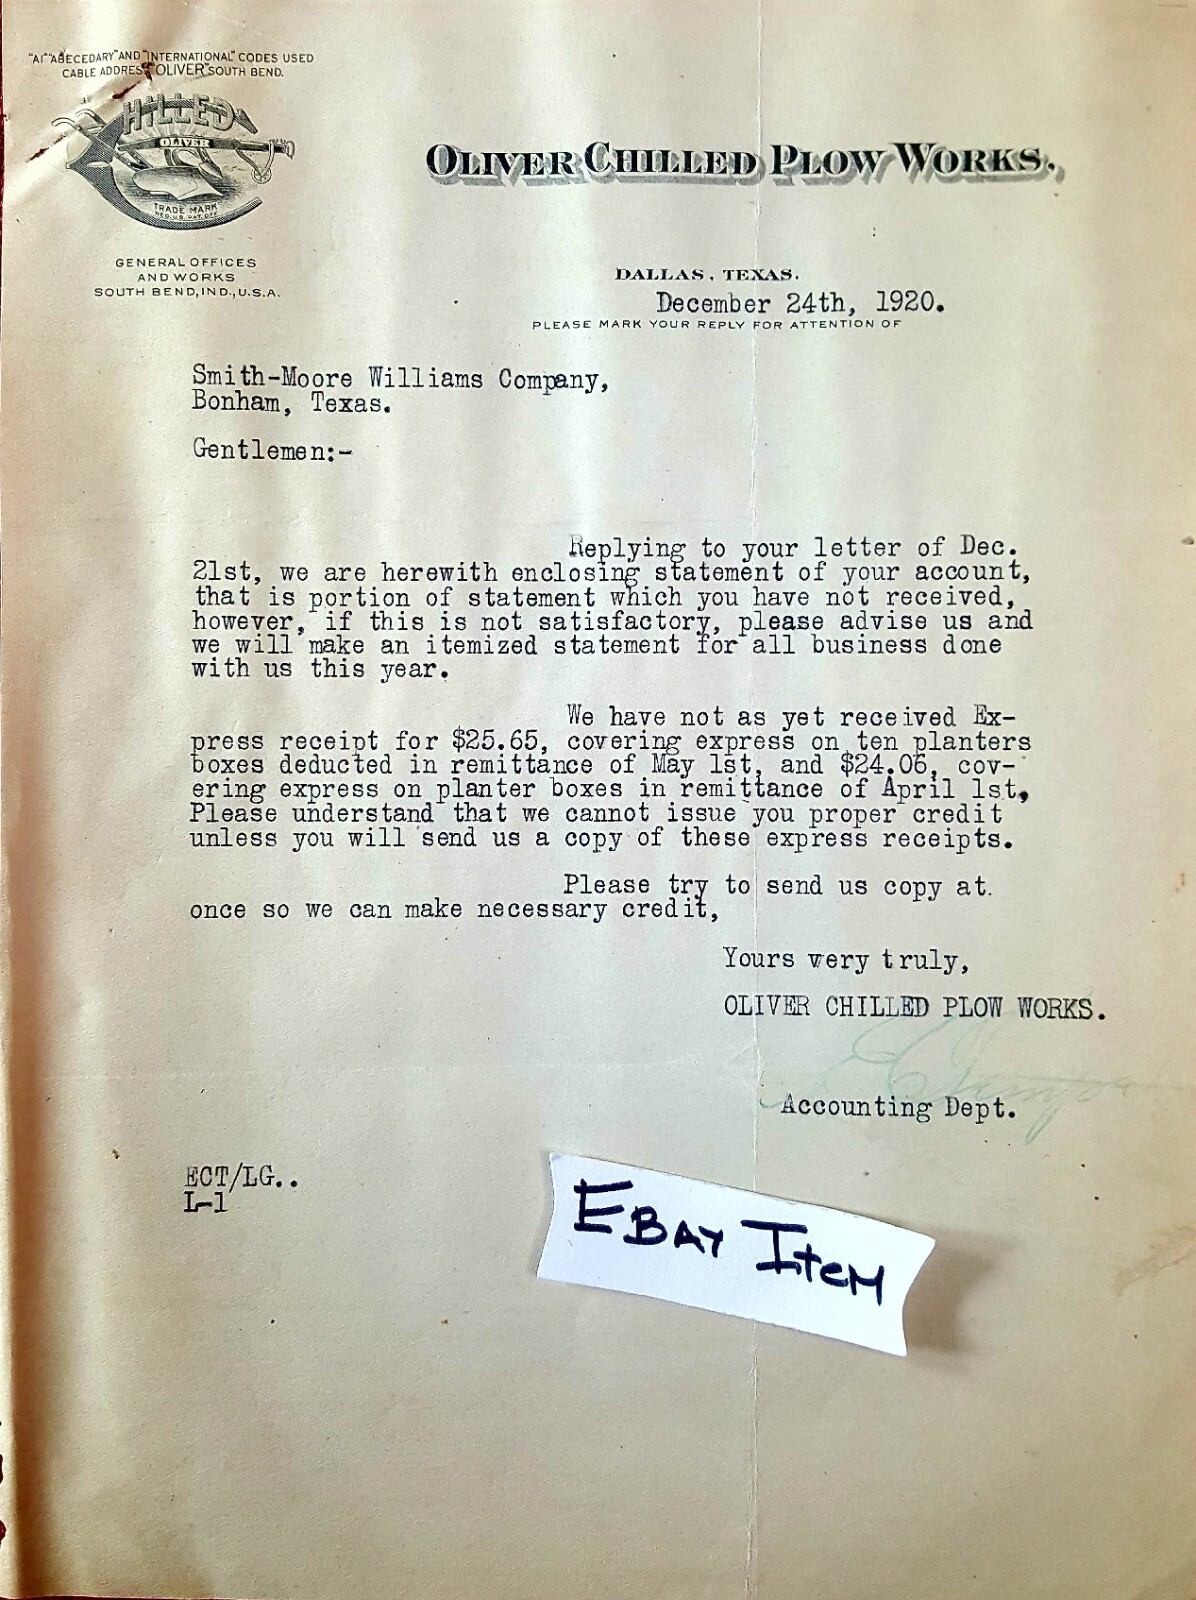 "A1" "ABECEDARY" AND "INTERNATIONAL" CODES USED
CABLE ADDRESS "OLIVER" SOUTH BEND.
CHILLED
OLIVER
TRADE MARK
REG. U.S. PAT. OFF.
GENERAL OFFICES
AND WORKS
SOUTH BEND, IND., U.S.A.
OLIVER CHILLED PLOW WORKS.
DALLAS, TEXAS.
December 24th, 1920.
PLEASE MARK YOUR REPLY FOR ATTENTION OF
Smith-Moore Williams Company,
Bonham, Texas.
Gentlemen:-
Replying to your letter of Dec.
21st, we are herewith enclosing statement of your account,
that is portion of statement which you have not received,
however, if this is not satisfactory, please advise us and
we will make an itemized statement for all business done
with us this year.
We have not as yet received Ex-
press receipt for $25.65, covering express on ten planters
boxes deducted in remittance of May 1st, and $24.06, cov-
ering express on planter boxes in remittance of April 1st,
Please understand that we cannot issue you proper credit
unless you will send us a copy of these express receipts.
Please try to send us copy at.
once so we can make necessary credit,
Yours very truly,
OLIVER CHILLED PLOW WORKS.
Accounting Dept.
ECT/LG..
L-1
EBAY ItEM